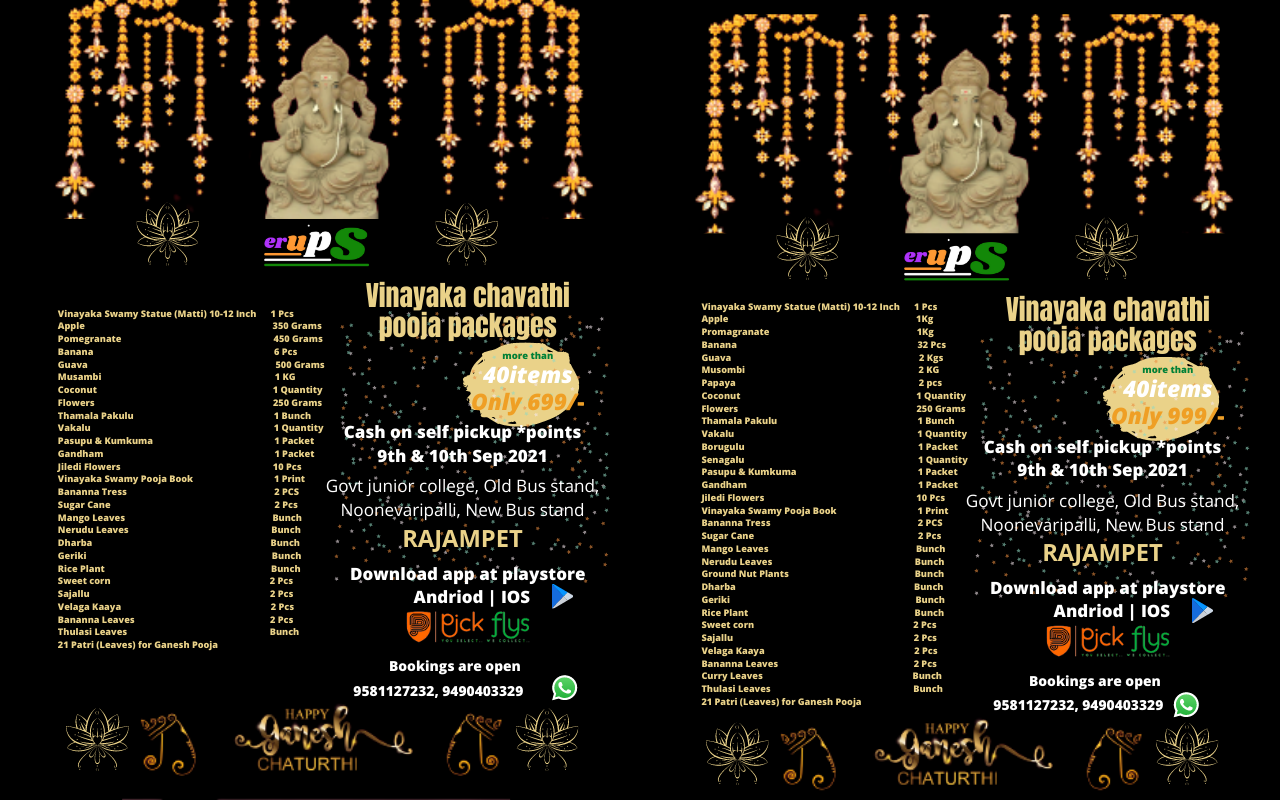 erupS
Vinayaka chavathi
pooja packages
more than
40items
Only 699/-
Cash on self pickup *points
9th & 10th Sep 2021
Govt junior college, Old Bus stand,
Noonevaripalli, New Bus stand
RAJAMPET
Download app at playstore
Andriod | IOS
Pick flys
YOU SELECT... WE COLLECT...
Bookings are open
9581127232, 9490403329
Vinayaka Swamy Statue (Matti) 10-12 Inch 1 Pcs
Apple 350 Grams
Pomegranate 450 Grams
Banana 6 Pcs
Guava 500 Grams
Musambi 1 KG
Coconut 1 Quantity
Flowers 250 Grams
Thamala Pakulu 1 Bunch
Vakalu 1 Quantity
Pasupu & Kumkuma 1 Packet
Gandham 1 Packet
Jiledi Flowers 10 Pcs
Vinayaka Swamy Pooja Book 1 Print
Bananna Tress 2 PCS
Sugar Cane 2 Pcs
Mango Leaves Bunch
Nerudu Leaves Bunch
Dharba Bunch
Geriki Bunch
Rice Plant Bunch
Sweet corn 2 Pcs
Sajallu 2 Pcs
Velaga Kaaya 2 Pcs
Bananna Leaves 2 Pcs
Thulasi Leaves Bunch
21 Patri (Leaves) for Ganesh Pooja
HAPPY
Ganesh
CHATURTHI
erupS
Vinayaka chavathi
pooja packages
more than
40items
Only 999/-
Cash on self pickup *points
9th & 10th Sep 2021
Govt junior college, Old Bus stand,
Noonevaripalli, New Bus stand
RAJAMPET
Download app at playstore
Andriod | IOS
Pick flys
YOU SELECT... WE COLLECT...
Bookings are open
9581127232, 9490403329
Vinayaka Swamy Statue (Matti) 10-12 Inch 1 Pcs
Apple 1Kg
Promagranate 1Kg
Banana 32 Pcs
Guava 2 Kgs
Musombi 2 KG
Papaya 2 pcs
Coconut 1 Quantity
Flowers 250 Grams
Thamala Pakulu 1 Bunch
Vakalu 1 Quantity
Borugulu 1 Packet
Senagalu 1 Quantity
Pasupu & Kumkuma 1 Packet
Gandham 1 Packet
Jiledi Flowers 10 Pcs
Vinayaka Swamy Pooja Book 1 Print
Bananna Tress 2 PCS
Sugar Cane 2 Pcs
Mango Leaves Bunch
Nerudu Leaves Bunch
Ground Nut Plants Bunch
Dharba Bunch
Geriki Bunch
Rice Plant Bunch
Sweet corn 2 Pcs
Sajallu 2 Pcs
Velaga Kaaya 2 Pcs
Bananna Leaves 2 Pcs
Curry Leaves Bunch
Thulasi Leaves Bunch
21 Patri (Leaves) for Ganesh Pooja
HAPPY
Ganesh
CHATURTHI